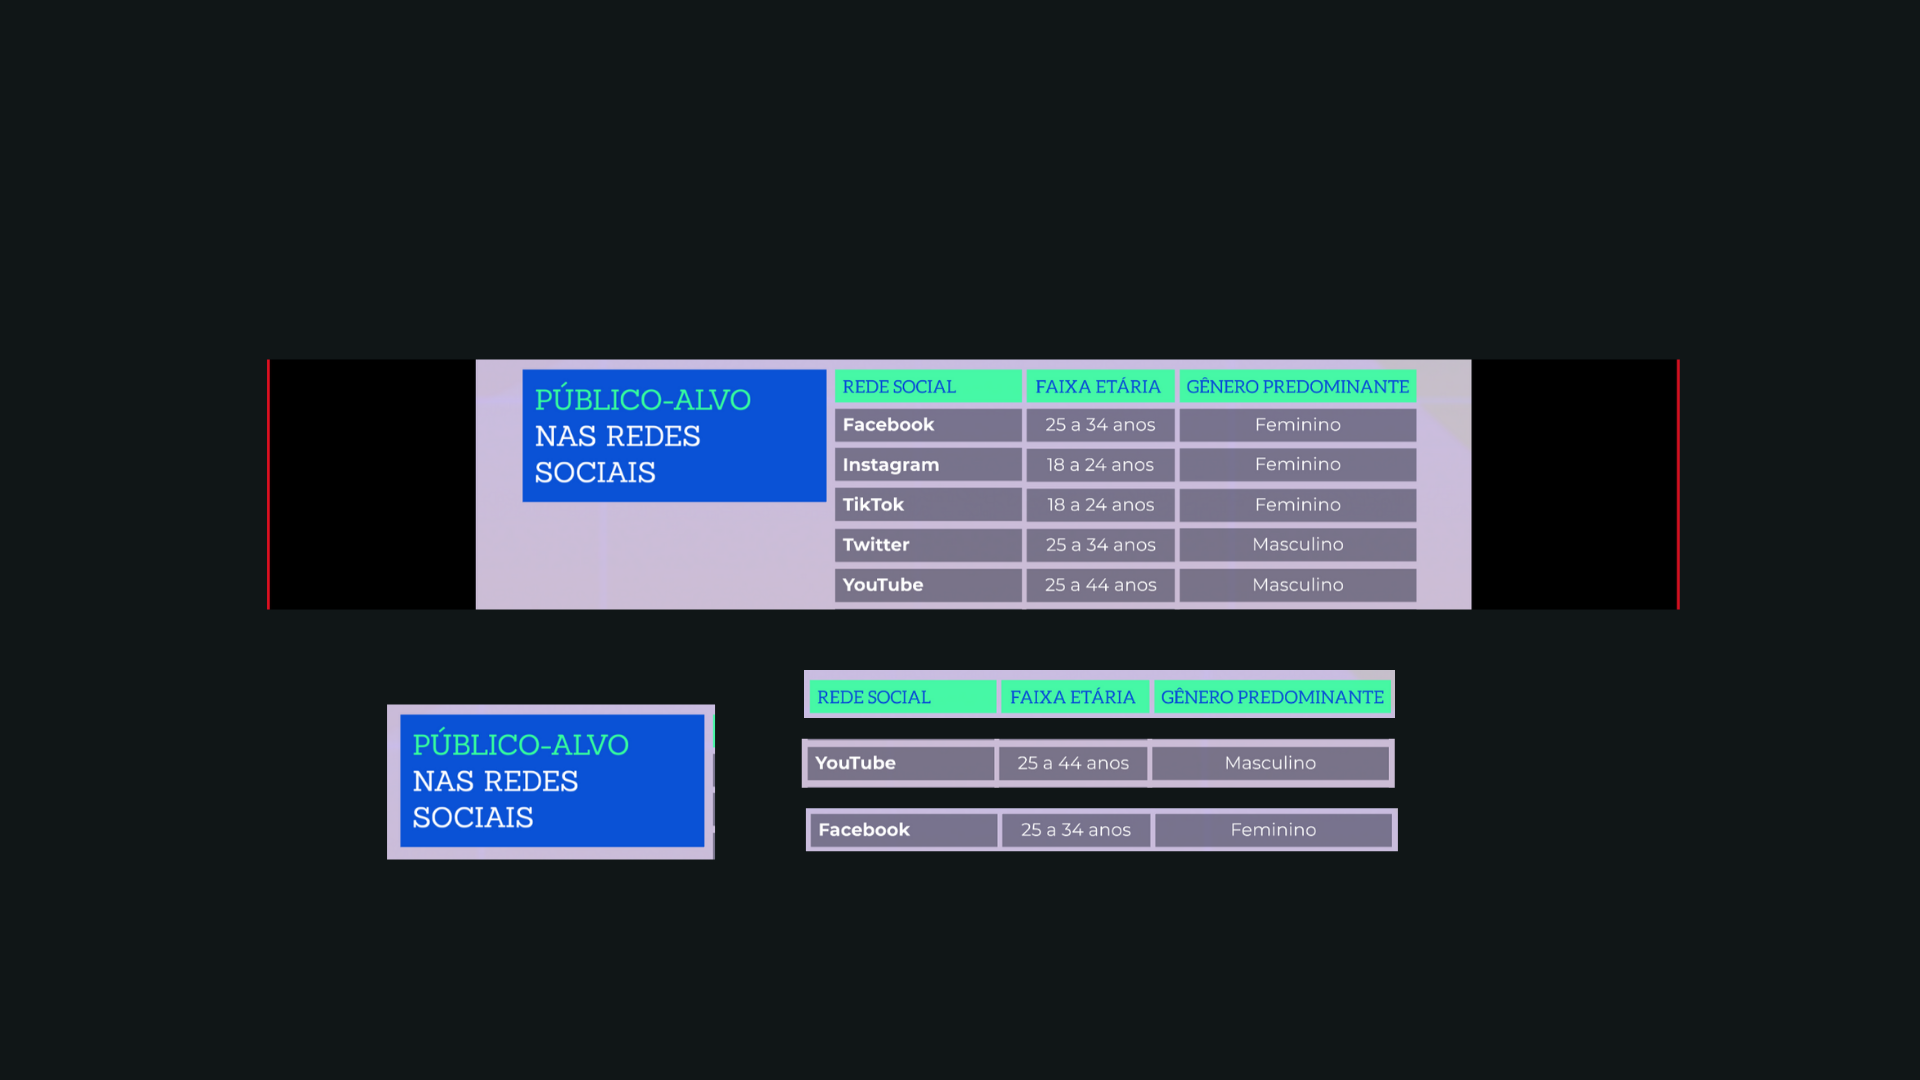 PÚBLICO-ALVO
NAS REDES
SOCIAIS
REDE SOCIAL FAIXA ETÁRIA GÊNERO PREDOMINANTE
Facebook 25 a 34 anos Feminino
Instagram 18 a 24 anos Feminino
TikTok 18 a 24 anos Feminino
Twitter 25 a 34 anos Masculino
YouTube 25 a 44 anos Masculino
PÚBLICO-ALVO
NAS REDES
SOCIAIS
REDE SOCIAL FAIXA ETÁRIA GÊNERO PREDOMINANTE
YouTube 25 a 44 anos Masculino
Facebook 25 a 34 anos Feminino